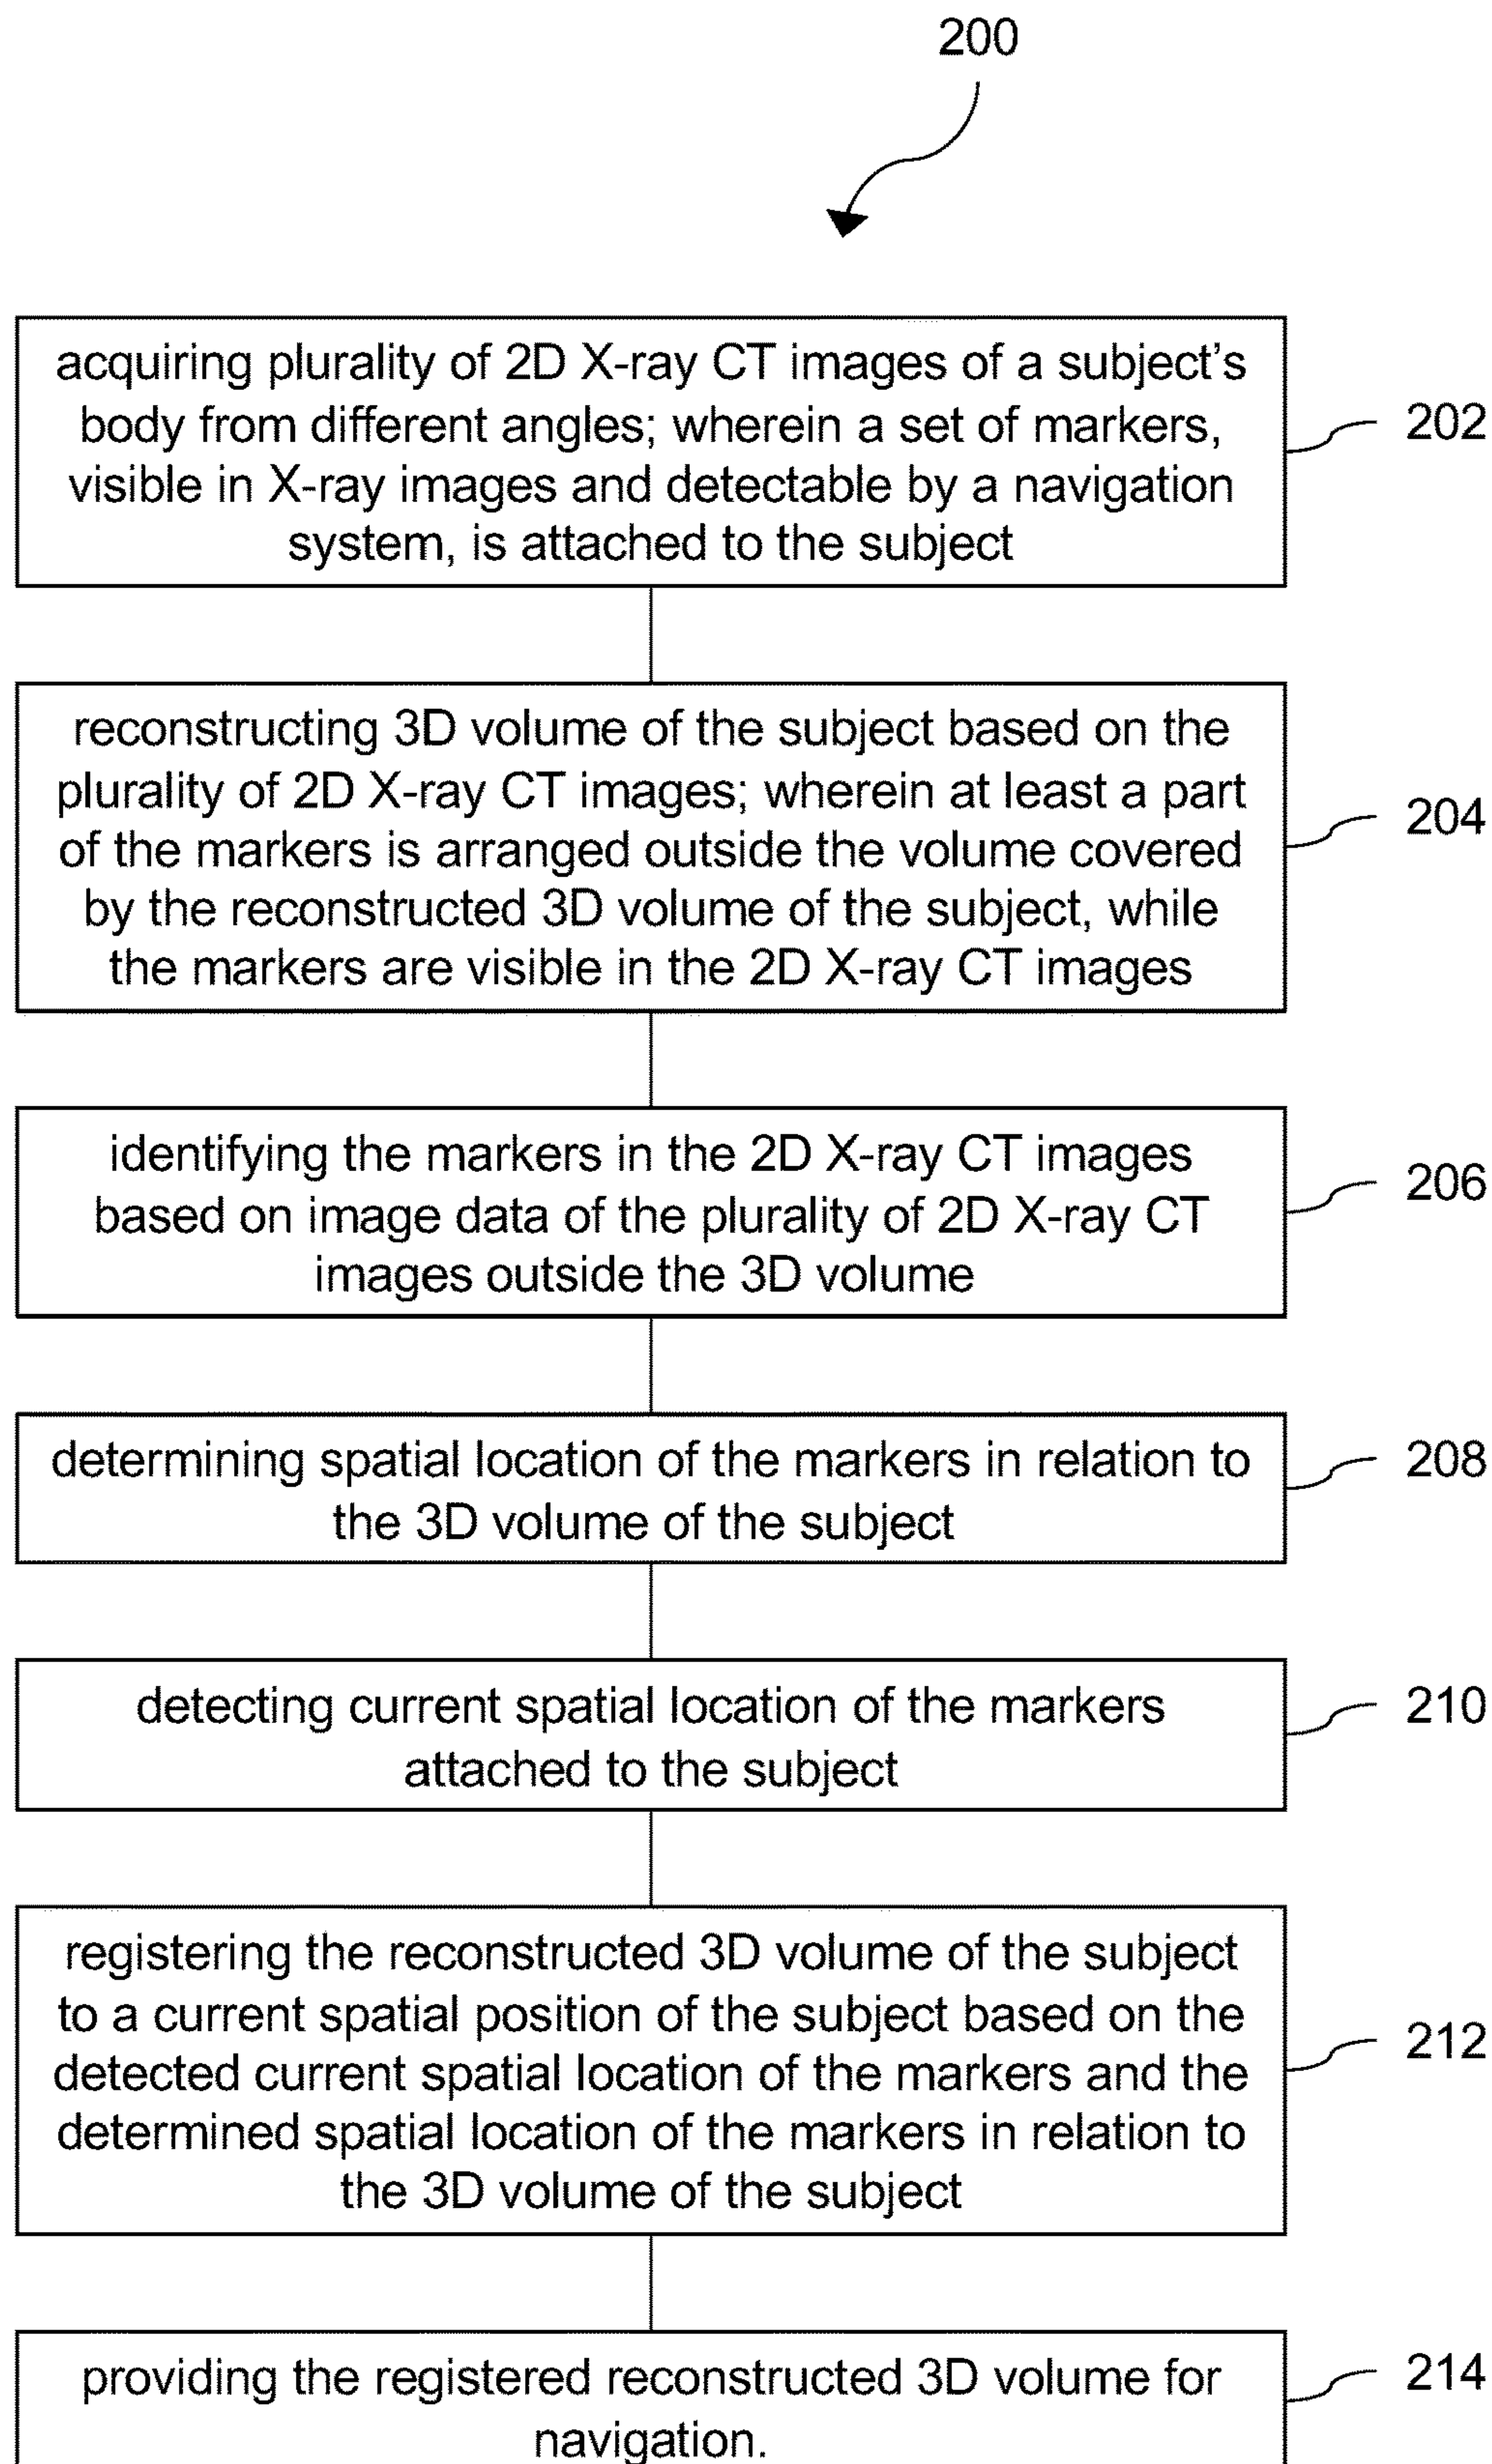 200
acquiring plurality of 2D X-ray CT images of a subject's
body from different angles; wherein a set of markers,
visible in X-ray images and detectable by a navigation
system, is attached to the subject
202
reconstructing 3D volume of the subject based on the
plurality of 2D X-ray CT images; wherein at least a part
of the markers is arranged outside the volume covered
by the reconstructed 3D volume of the subject, while
the markers are visible in the 2D X-ray CT images
204
identifying the markers in the 2D X-ray CT images
based on image data of the plurality of 2D X-ray CT
images outside the 3D volume
206
determining spatial location of the markers in relation to
the 3D volume of the subject
208
detecting current spatial location of the markers
attached to the subject
210
registering the reconstructed 3D volume of the subject
to a current spatial position of the subject based on the
detected current spatial location of the markers and the
determined spatial location of the markers in relation to
the 3D volume of the subject
212
providing the registered reconstructed 3D volume for
navigation.
214